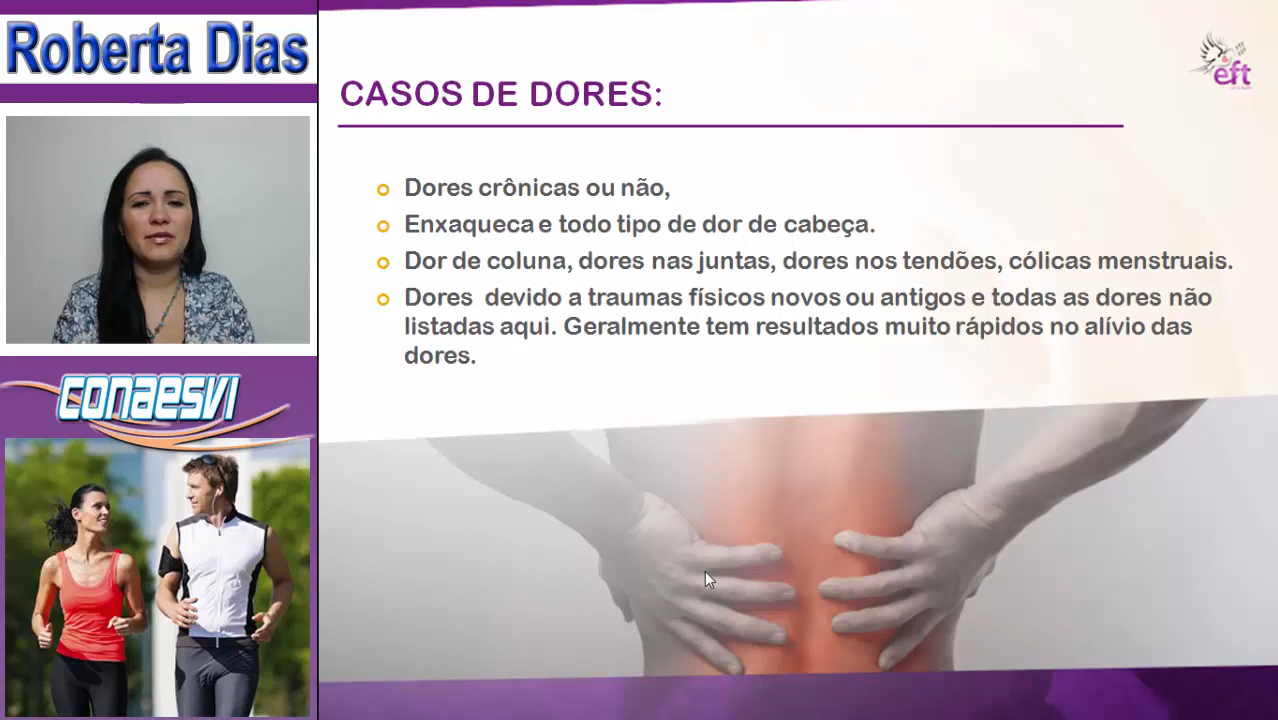 Roberta Dias
eft
CASOS DE DORES:
Dores crônicas ou não,
Enxaqueca e todo tipo de dor de cabeça.
Dor de coluna, dores nas juntas, dores nos tendões, cólicas menstruais.
Dores devido a traumas físicos novos ou antigos e todas as dores não
listadas aqui. Geralmente tem resultados muito rápidos no alívio das
dores.
CONAESVI